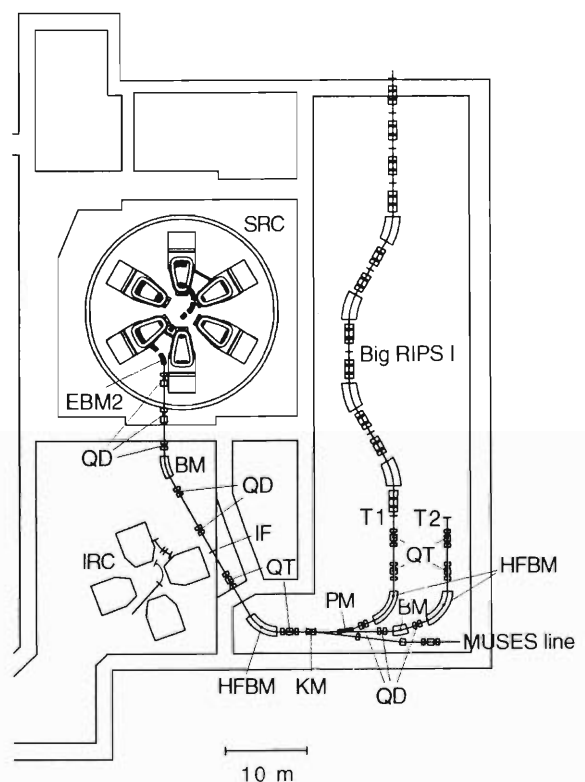 SRC
Big RIPS I
EBM2
QD
BM
QD
T1
T2
IF
QT
IRC
QT
HFBM
PM
BM
MUSES line
HFBM
KM
QD
10 m